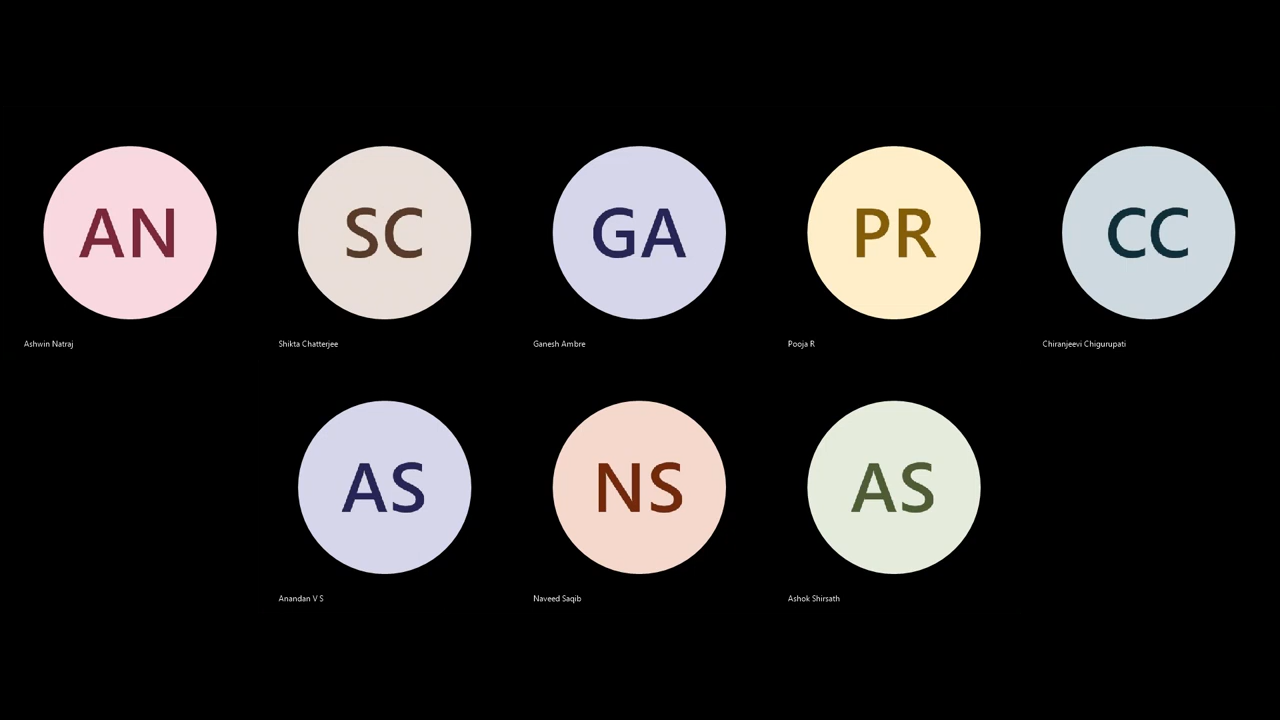 AN
SC
GA
PR
CC
Ashwin Natraj
Shikta Chatterjee
Ganesh Ambre
Pooja R
Chiranjeevi Chigurupati
AS
NS
AS
Anandan V S
Naveed Saqib
Ashok Shirsath